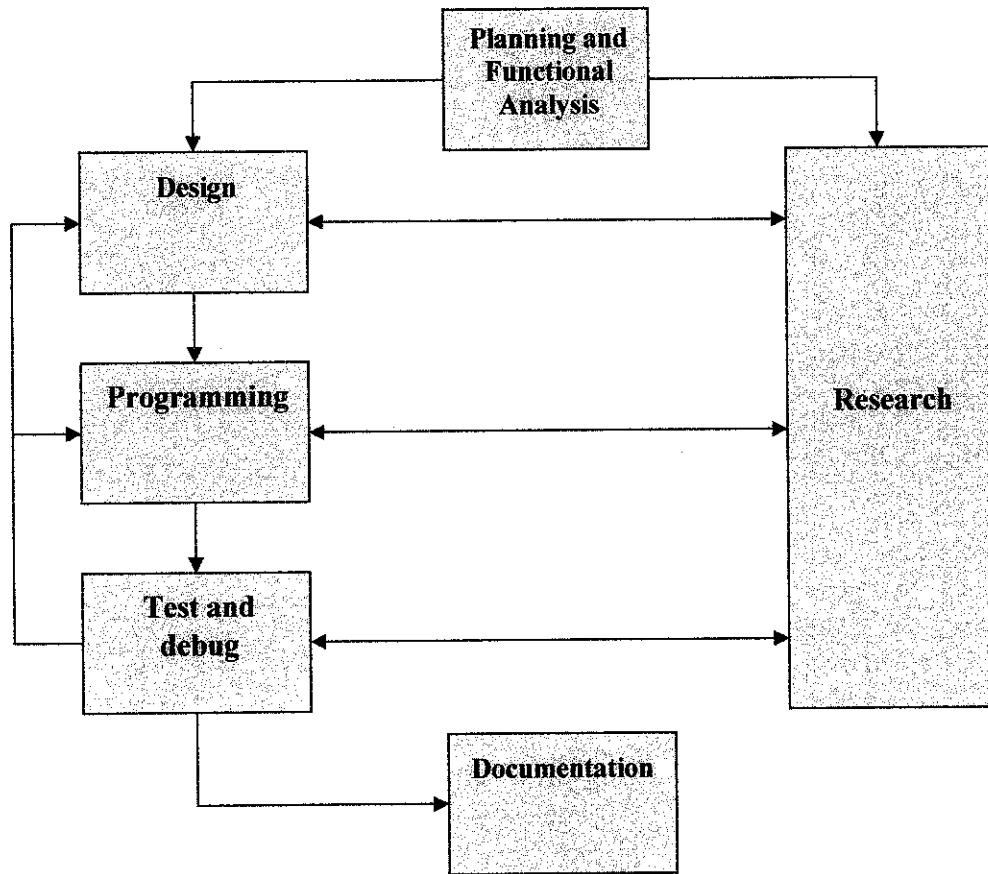 Planning and
Functional
Analysis
Design
Programming
Research
Test and
debug
Documentation